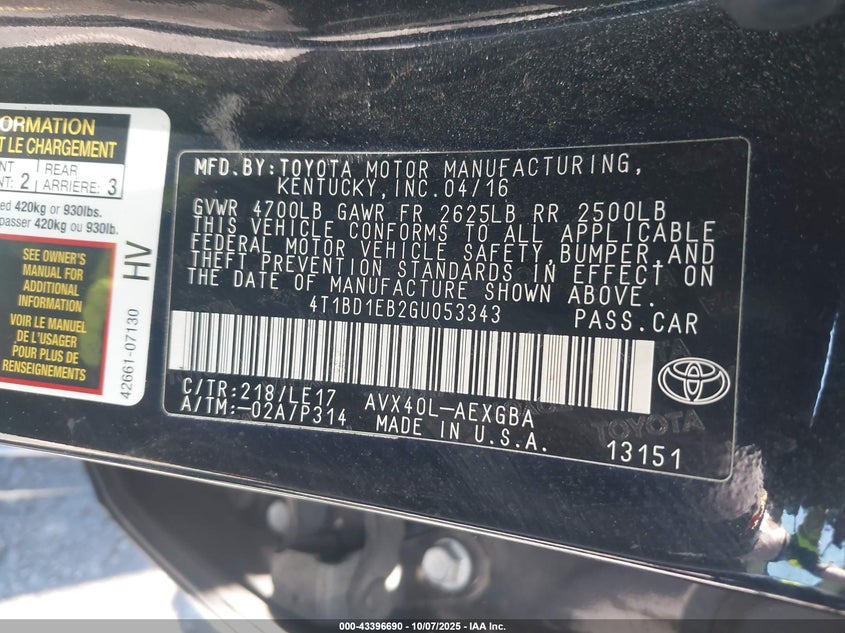 ORMATION
T LE CHARGEMENT
NT
NT: 2
REAR
ARRIERE: 3
ed 420kg or 930lbs.
passer 420kg ou 930lb.
SEE OWNER'S
MANUAL FOR
ADDITIONAL
INFORMATION
VOIR LE MANUEL
DE L'USAGER
POUR PLUS DE
RENSEIGNEMENTS
HV
42661-07130
MFD.BY:TOYOTA MOTOR MANUFACTURING,
KENTUCKY,INC.04/16
GVWR 4700LB GAWR FR 2625LB RR 2500LB
THIS VEHICLE CONFORMS TO ALL APPLICABLE
FEDERAL MOTOR VEHICLE SAFETY,BUMPER,AND
THEFT PREVENTION STANDARDS IN EFFECT ON
THE DATE OF MANUFACTURE SHOWN ABOVE.
4T1BD1EB2GU053343 PASS.CAR
C/TR:218/LE17 AVX40L-AEXGBA
A/TM:-02A/P314 MADE IN U.S.A.
TOYOTA
13151
000-43396690 - 10/07/2025 - IAA Inc.